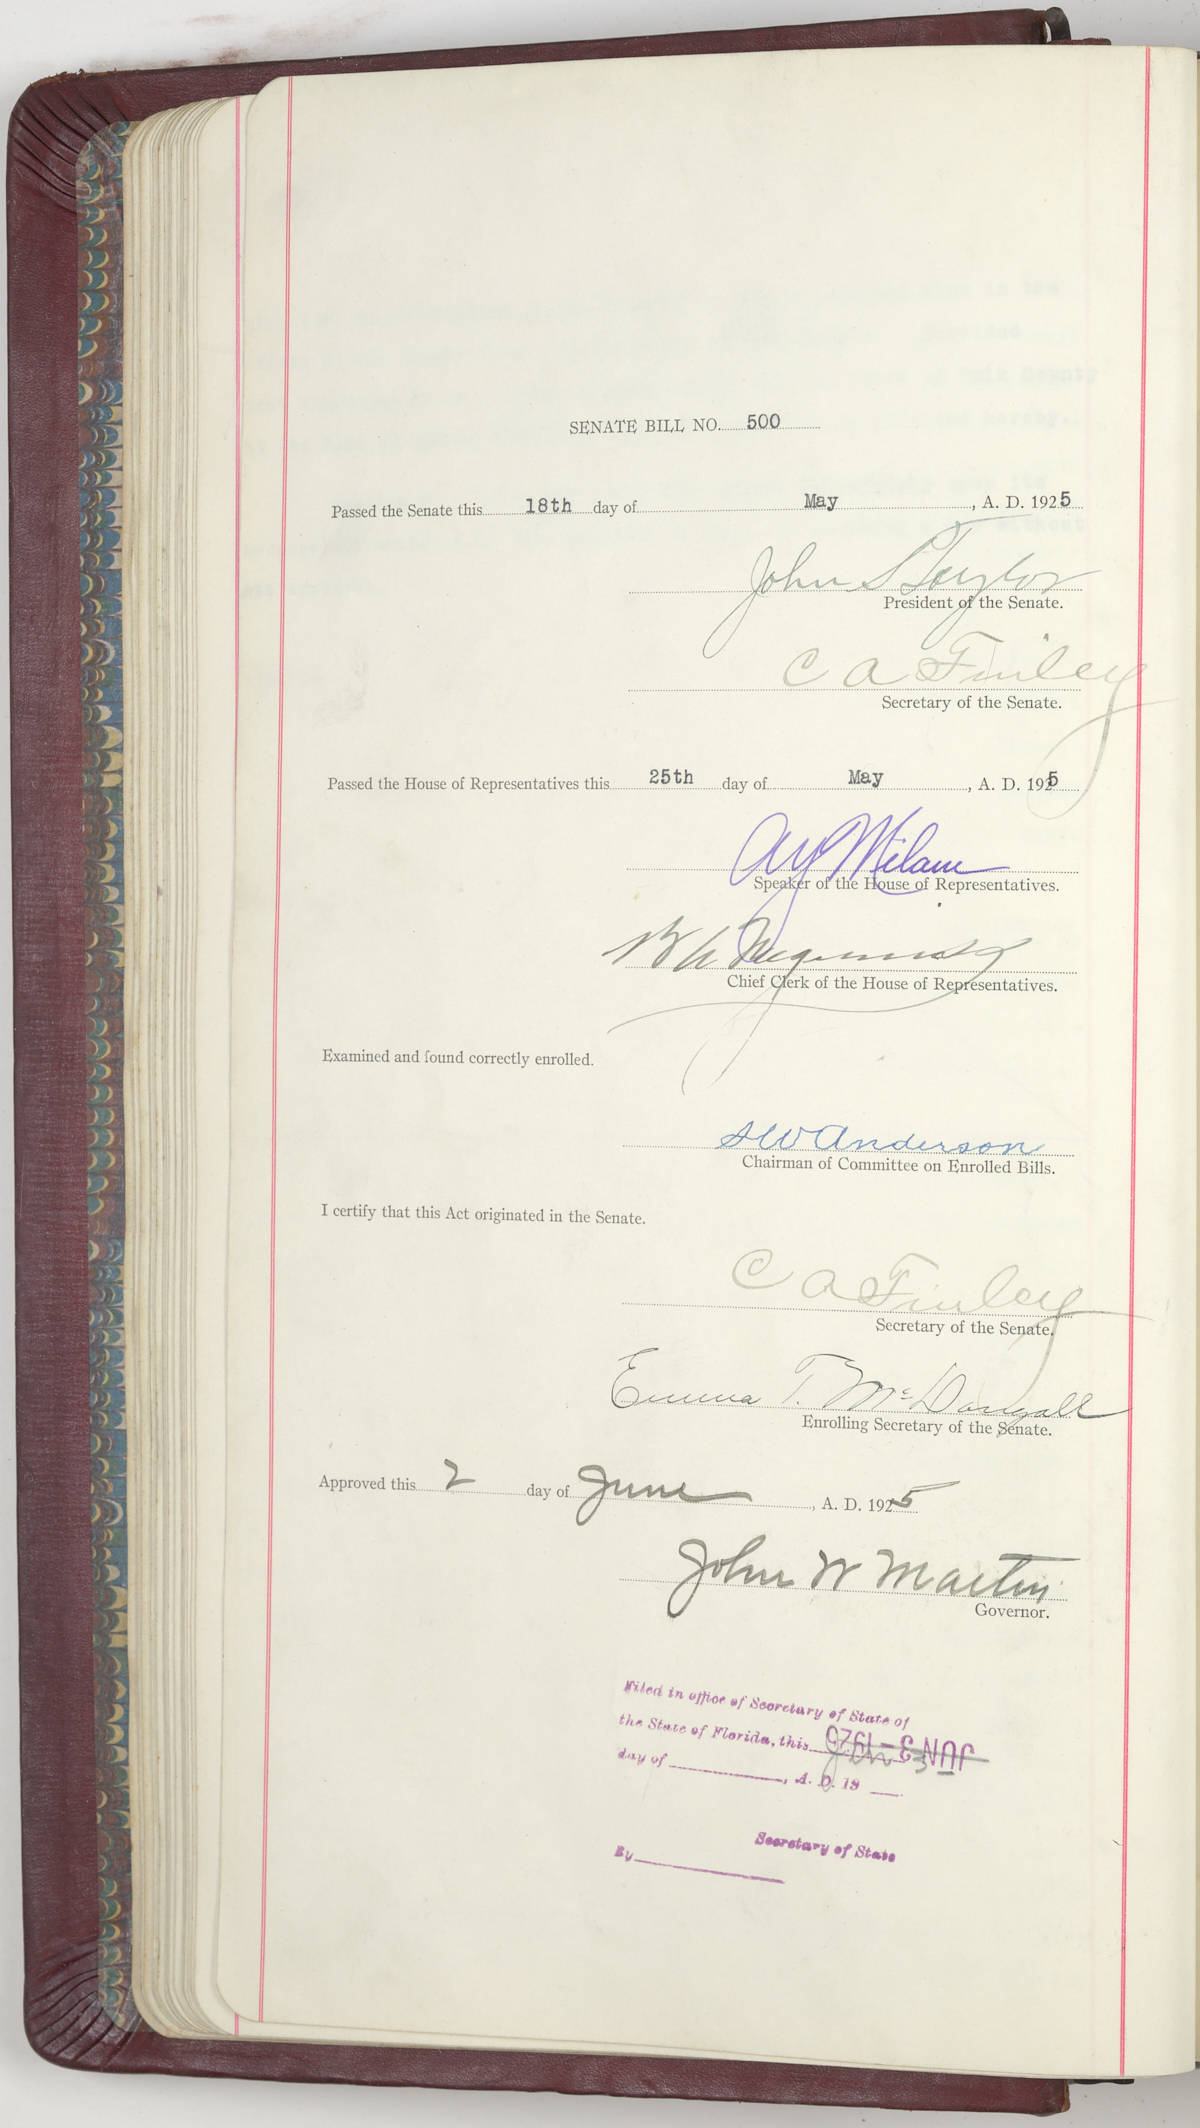 SENATE BILL NO. 500
Passed the Senate this 18th day of May, A. D. 1925
John S Taylor
President of the Senate.
C A Finley
Secretary of the Senate.
Passed the House of Representatives this 25th day of May, A. D. 1925
A Y Milam
Speaker of the House of Representatives.
B A
Chief Clerk of the House of Representatives.
Examined and found correctly enrolled.
S W Anderson
Chairman of Committee on Enrolled Bills.
I certify that this Act originated in the Senate.
C A Finley
Secretary of the Senate.
Emma T. McDougall
Enrolling Secretary of the Senate.
Approved this 2 day of June, A. D. 1925
John W Martin
Governor.
Filed in office of Secretary of State of
the State of Florida, this JUN 3 - 1925
day of , A. D. 19
Secretary of State
By